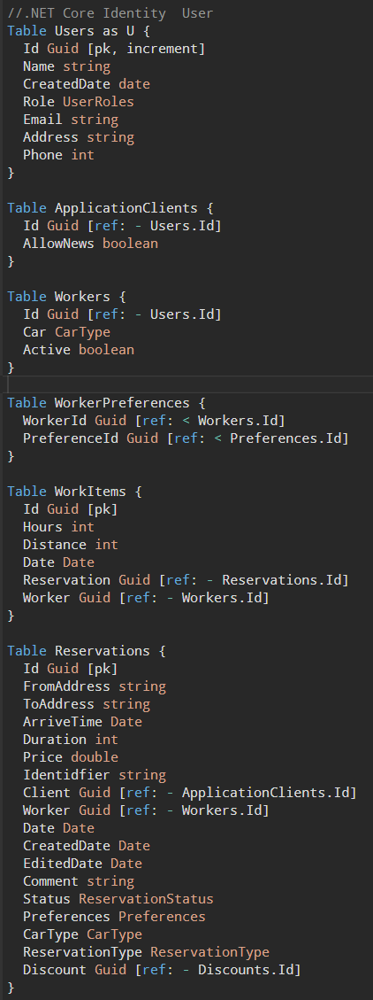 //.NET Core Identity  User
Table Users as U {
  Id Guid [pk, increment]
  Name string
  CreatedDate date
  Role UserRoles
  Email string
  Address string
  Phone int
}

Table ApplicationClients {
  Id Guid [ref: - Users.Id]
  AllowNews boolean
}

Table Workers {
  Id Guid [ref: - Users.Id]
  Car CarType
  Active boolean
}

Table WorkerPreferences {
  WorkerId Guid [ref: < Workers.Id]
  PreferenceId Guid [ref: < Preferences.Id]
}

Table WorkItems {
  Id Guid [pk]
  Hours int
  Distance int
  Date Date
  Reservation Guid [ref: - Reservations.Id]
  Worker Guid [ref: - Workers.Id]
}

Table Reservations {
  Id Guid [pk]
  FromAddress string
  ToAddress string
  ArriveTime Date
  Duration int
  Price double
  Identidfier string
  Client Guid [ref: - ApplicationClients.Id]
  Worker Guid [ref: - Workers.Id]
  Date Date
  CreatedDate Date
  EditedDate Date
  Comment string
  Status ReservationStatus
  Preferences Preferences
  CarType CarType
  ReservationType ReservationType
  Discount Guid [ref: - Discounts.Id]
}